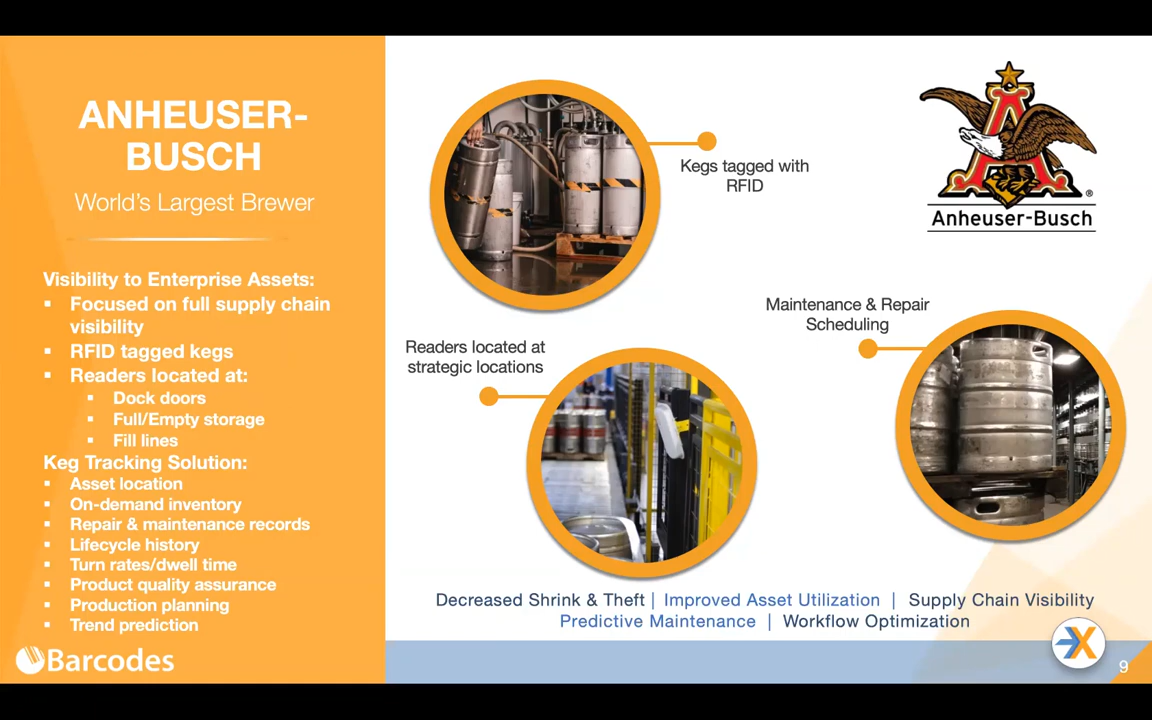 ANHEUSER-
BUSCH
World's Largest Brewer
Visibility to Enterprise Assets:
▪ Focused on full supply chain
visibility
▪ RFID tagged kegs
▪ Readers located at:
▪ Dock doors
▪ Full/Empty storage
▪ Fill lines
Keg Tracking Solution:
▪ Asset location
▪ On-demand inventory
▪ Repair & maintenance records
▪ Lifecycle history
▪ Turn rates/dwell time
▪ Product quality assurance
▪ Production planning
▪ Trend prediction
Barcodes
Kegs tagged with
RFID
A
®
Anheuser-Busch
Maintenance & Repair
Scheduling
Readers located at
strategic locations
Decreased Shrink & Theft | Improved Asset Utilization | Supply Chain Visibility
Predictive Maintenance | Workflow Optimization
X
9